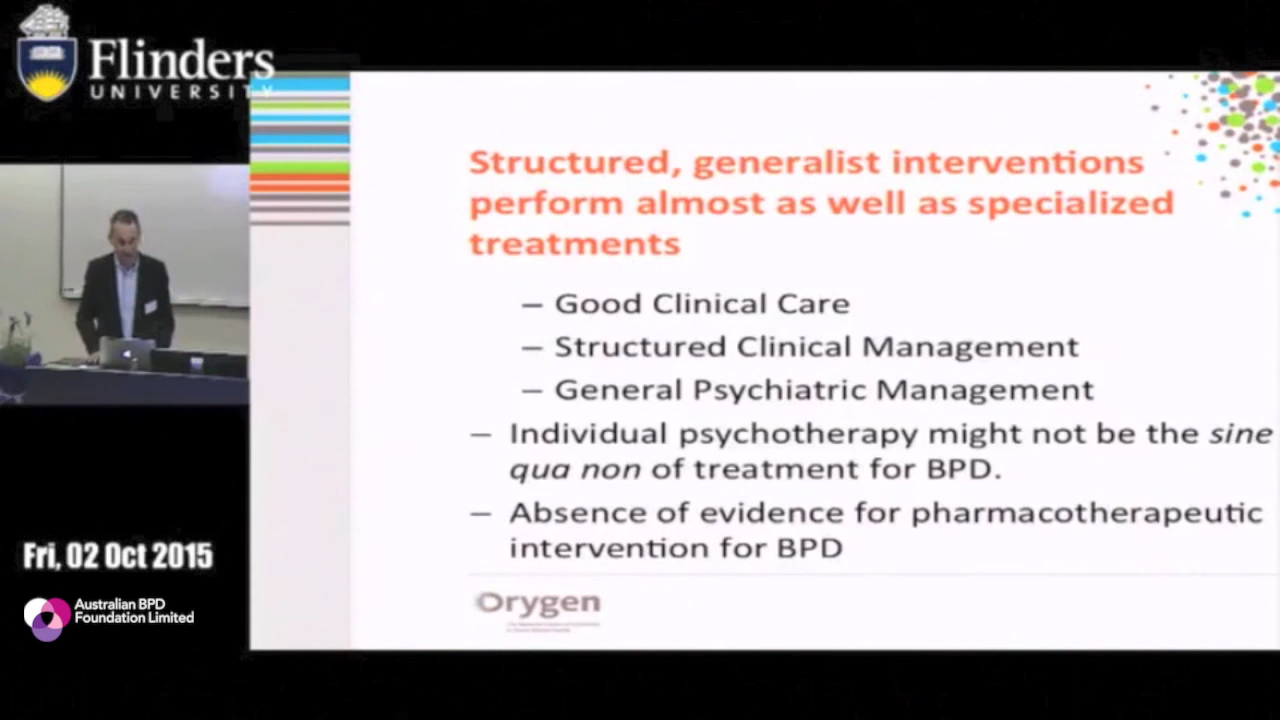 Flinders
UNIVERSITY
Structured, generalist interventions
perform almost as well as specialized
treatments
– Good Clinical Care
– Structured Clinical Management
– General Psychiatric Management
– Individual psychotherapy might not be the sine
qua non of treatment for BPD.
– Absence of evidence for pharmacotherapeutic
intervention for BPD
Orygen
Fri, 02 Oct 2015
Australian BPD
Foundation Limited